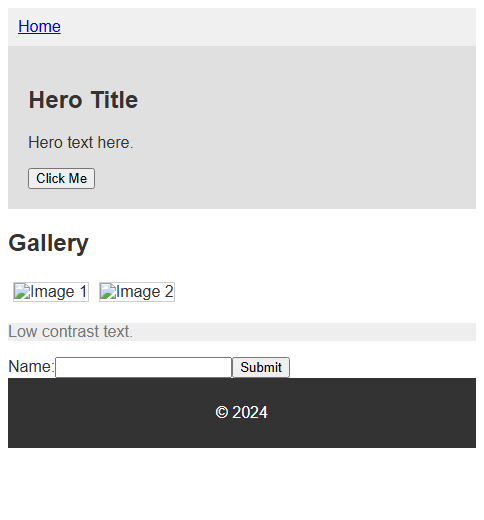 Home
Hero Title
Hero text here.
Click Me
Gallery
Image 1 Image 2
Low contrast text.
Name: Submit
© 2024